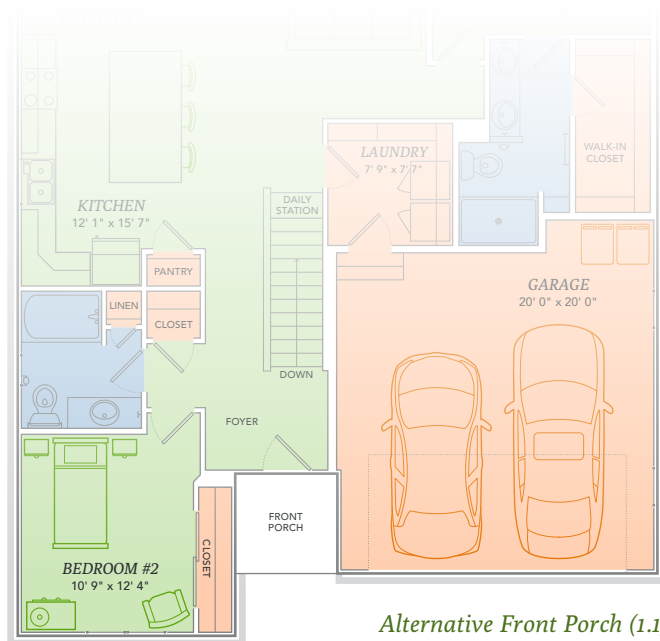 LAUNDRY
7' 9" x 7' 7"
WALK-IN
CLOSET
KITCHEN
12' 1" x 15' 7"
DAILY
STATION
PANTRY
GARAGE
20' 0" x 20' 0"
LINEN
CLOSET
DOWN
FOYER
FRONT
PORCH
CLOSET
BEDROOM #2
10' 9" x 12' 4"
Alternative Front Porch (1.1